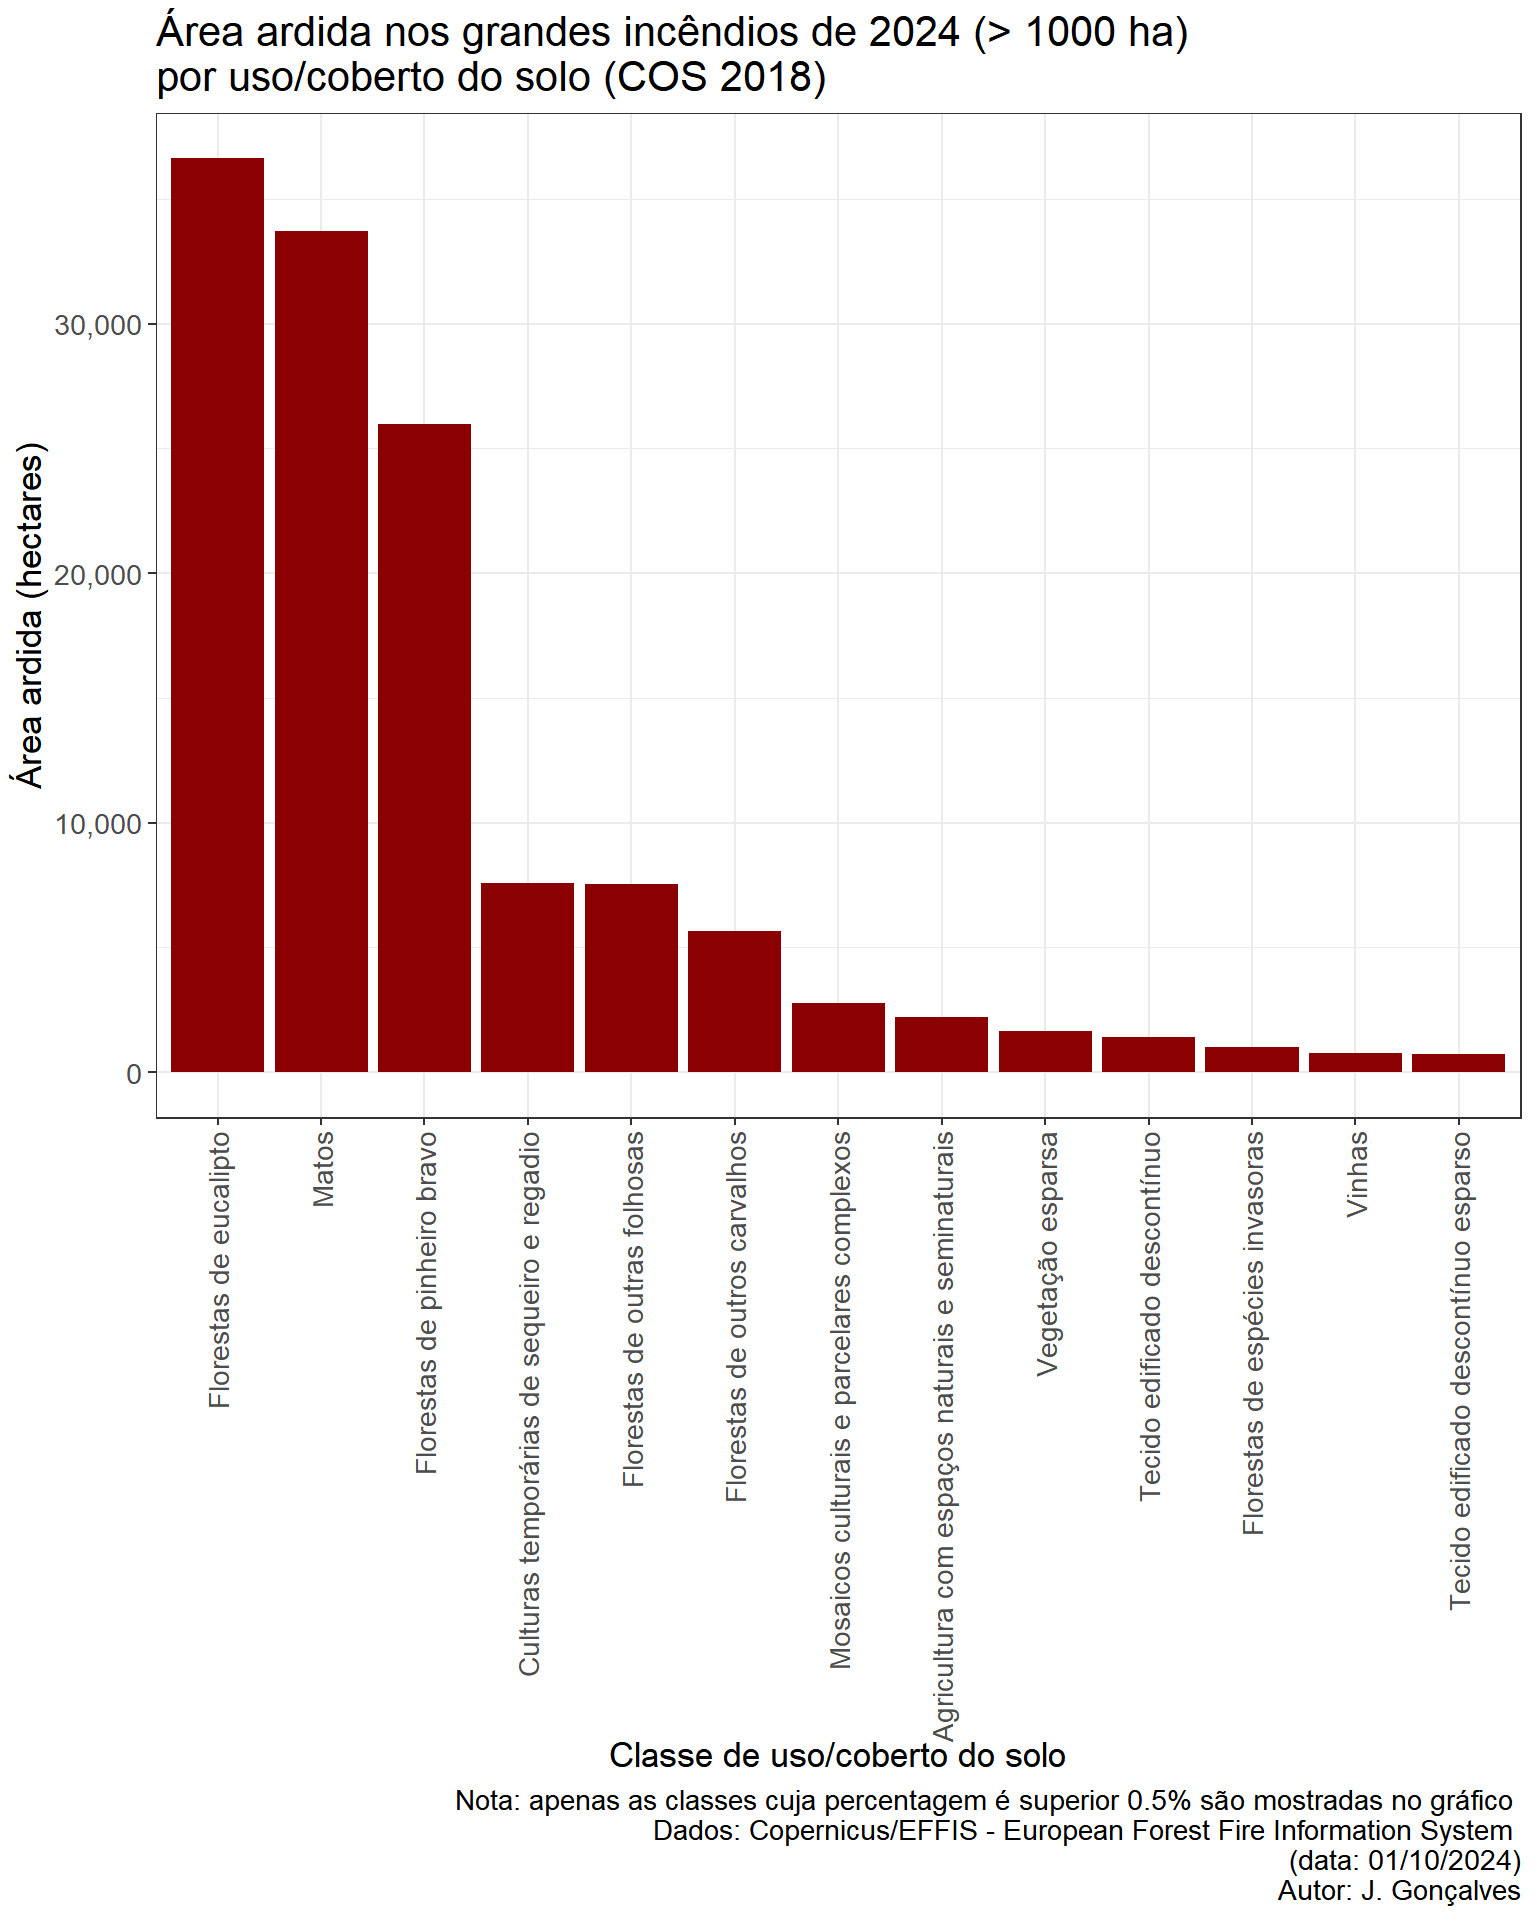 Área ardida nos grandes incêndios de 2024 (> 1000 ha)
por uso/coberto do solo (COS 2018)
Área ardida (hectares)
30,000
20,000
10,000
0
Florestas de eucalipto
Matos
Florestas de pinheiro bravo
Culturas temporárias de sequeiro e regadio
Florestas de outras folhosas
Florestas de outros carvalhos
Mosaicos culturais e parcelares complexos
Agricultura com espaços naturais e seminaturais
Vegetação esparsa
Tecido edificado descontínuo
Florestas de espécies invasoras
Vinhas
Tecido edificado descontínuo esparso
Classe de uso/coberto do solo
Nota: apenas as classes cuja percentagem é superior 0.5% são mostradas no gráfico
Dados: Copernicus/EFFIS - European Forest Fire Information System
(data: 01/10/2024)
Autor: J. Gonçalves